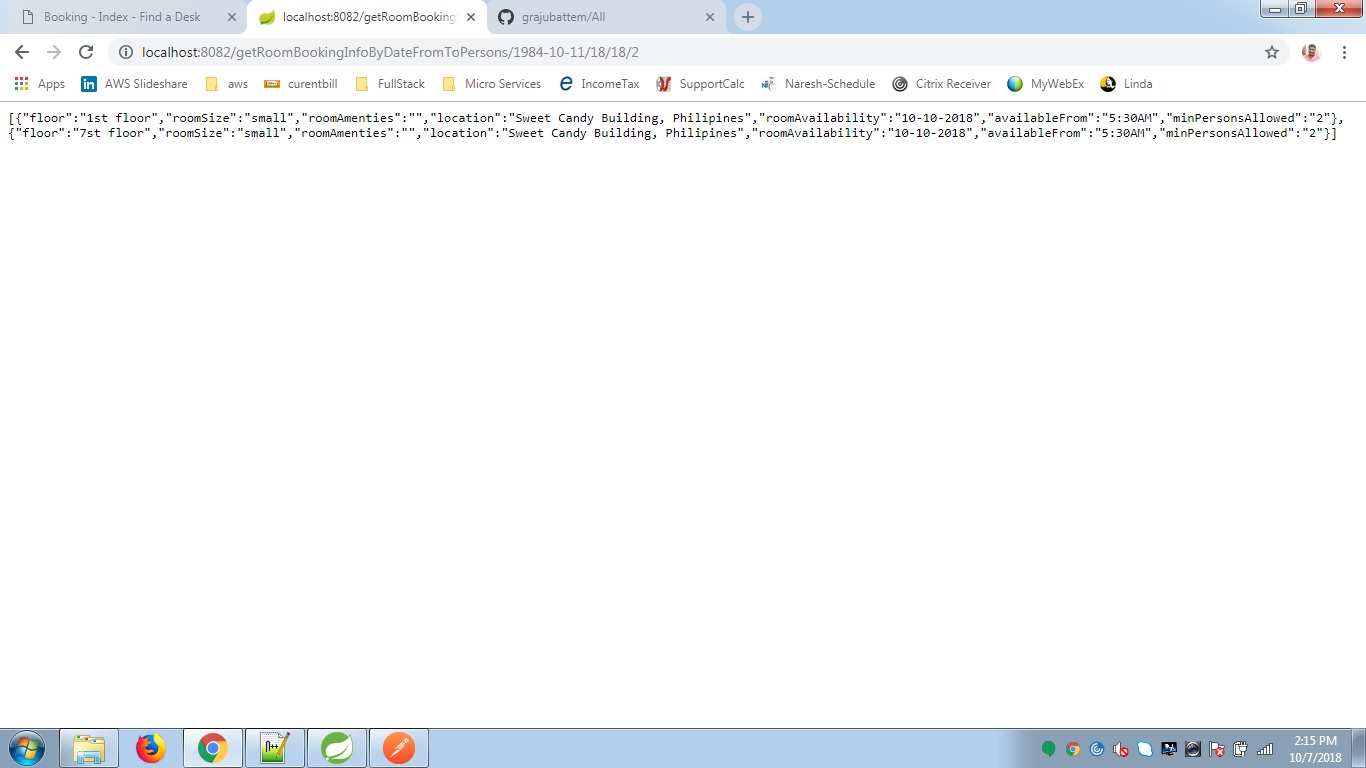 Booking - Index - Find a Desk
localhost:8082/getRoomBooking
grajubattem/All
localhost:8082/getRoomBookingInfoByDateFromToPersons/1984-10-11/18/18/2
Apps AWS Slideshare aws curentbill FullStack Micro Services IncomeTax SupportCalc Naresh-Schedule Citrix Receiver MyWebEx Linda
[{"floor":"1st floor","roomSize":"small","roomAmenties":"","location":"Sweet Candy Building, Philipines","roomAvailability":"10-10-2018","availableFrom":"5:30AM","minPersonsAllowed":"2"},
{"floor":"7st floor","roomSize":"small","roomAmenties":"","location":"Sweet Candy Building, Philipines","roomAvailability":"10-10-2018","availableFrom":"5:30AM","minPersonsAllowed":"2"}]
2:15 PM
10/7/2018